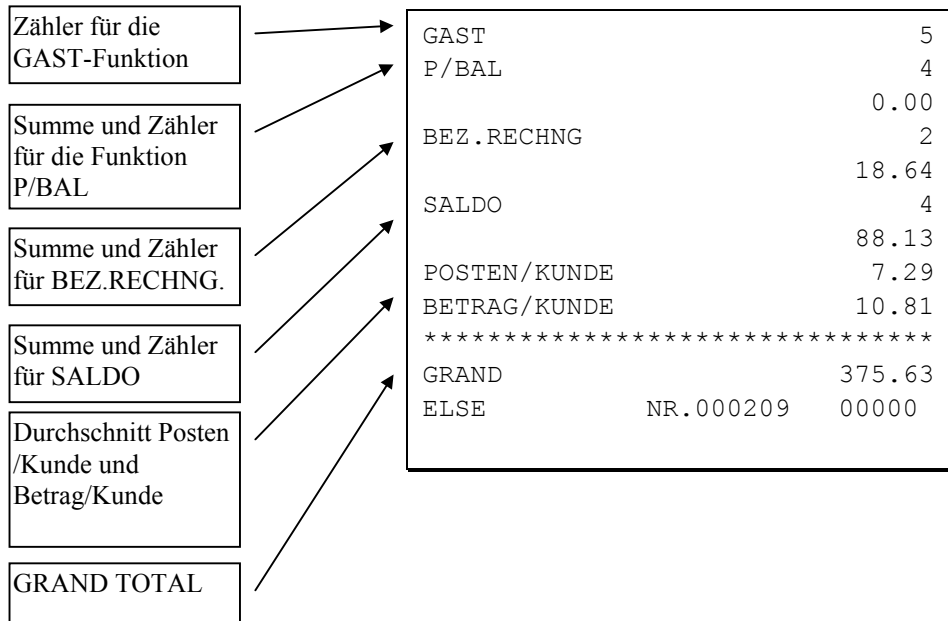 Zähler für die
GAST-Funktion
Summe und Zähler
für die Funktion
P/BAL
Summe und Zähler
für BEZ.RECHNG.
Summe und Zähler
für SALDO
Durchschnitt Posten
/Kunde und
Betrag/Kunde
GRAND TOTAL
GAST 5
P/BAL 4
0.00
BEZ.RECHNG 2
18.64
SALDO 4
88.13
POSTEN/KUNDE 7.29
BETRAG/KUNDE 10.81
********************************
GRAND 375.63
ELSE NR.000209 00000